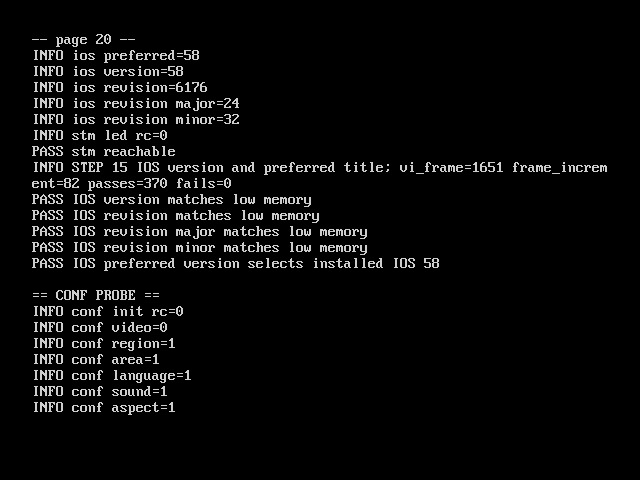 -- page 20 --
INFO ios preferred=58
INFO ios version=58
INFO ios revision=6176
INFO ios revision major=24
INFO ios revision minor=32
INFO stm led rc=0
PASS stm reachable
INFO STEP 15 IOS version and preferred title; vi_frame=1651 frame_increm
ent=82 passes=370 fails=0
PASS IOS version matches low memory
PASS IOS revision matches low memory
PASS IOS revision major matches low memory
PASS IOS revision minor matches low memory
PASS IOS preferred version selects installed IOS 58
== CONF PROBE ==
INFO conf init rc=0
INFO conf video=0
INFO conf region=1
INFO conf area=1
INFO conf language=1
INFO conf sound=1
INFO conf aspect=1